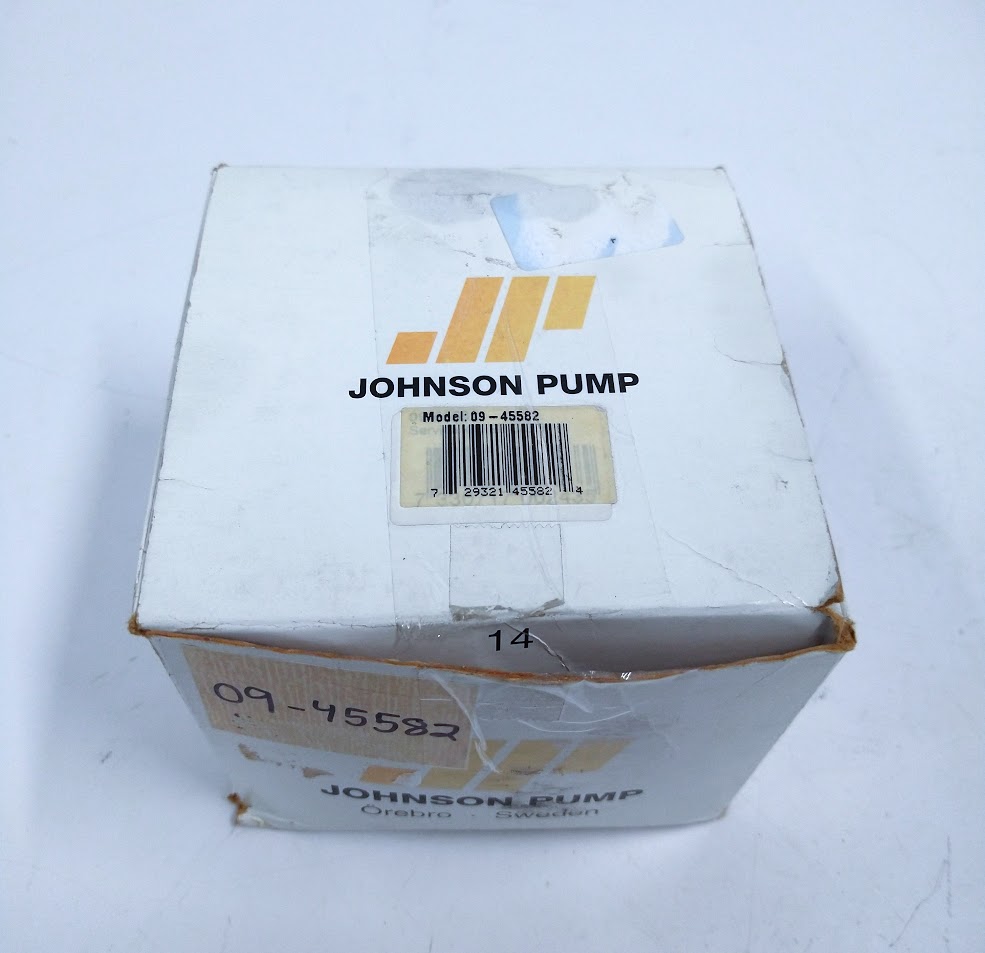 JOHNSON PUMP
Model: 09-45582
7 29321 45582 4
14
09-45582
JOHNSON PUMP
Örebro · Sweden